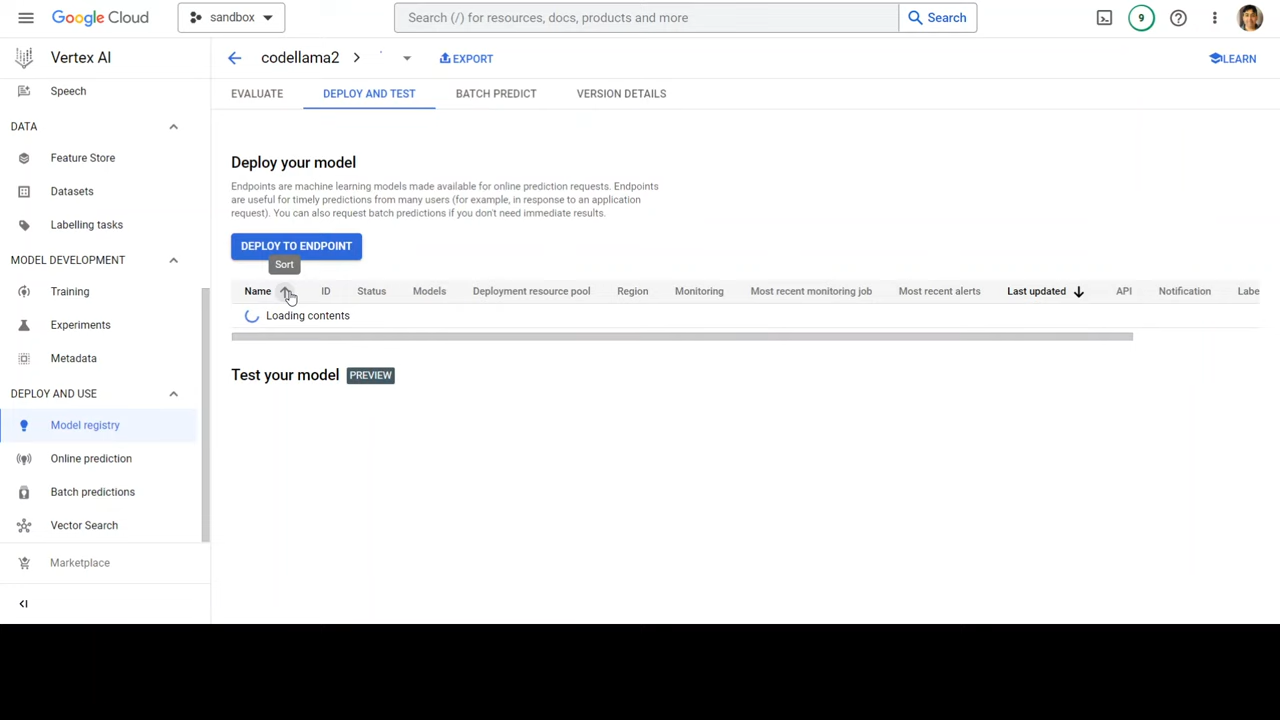 Google Cloud
sandbox
Search (/) for resources, docs, products and more
Search
9
Vertex AI
codellama2
EXPORT
LEARN
Speech
DATA
Feature Store
Datasets
Labelling tasks
MODEL DEVELOPMENT
Training
Experiments
Metadata
DEPLOY AND USE
Model registry
Online prediction
Batch predictions
Vector Search
Marketplace
EVALUATE
DEPLOY AND TEST
BATCH PREDICT
VERSION DETAILS
Deploy your model
Endpoints are machine learning models made available for online prediction requests. Endpoints
are useful for timely predictions from many users (for example, in response to an application
request). You can also request batch predictions if you don't need immediate results.
DEPLOY TO ENDPOINT
Sort
Name ID Status Models Deployment resource pool Region Monitoring Most recent monitoring job Most recent alerts Last updated API Notification Labe
Loading contents
Test your model PREVIEW